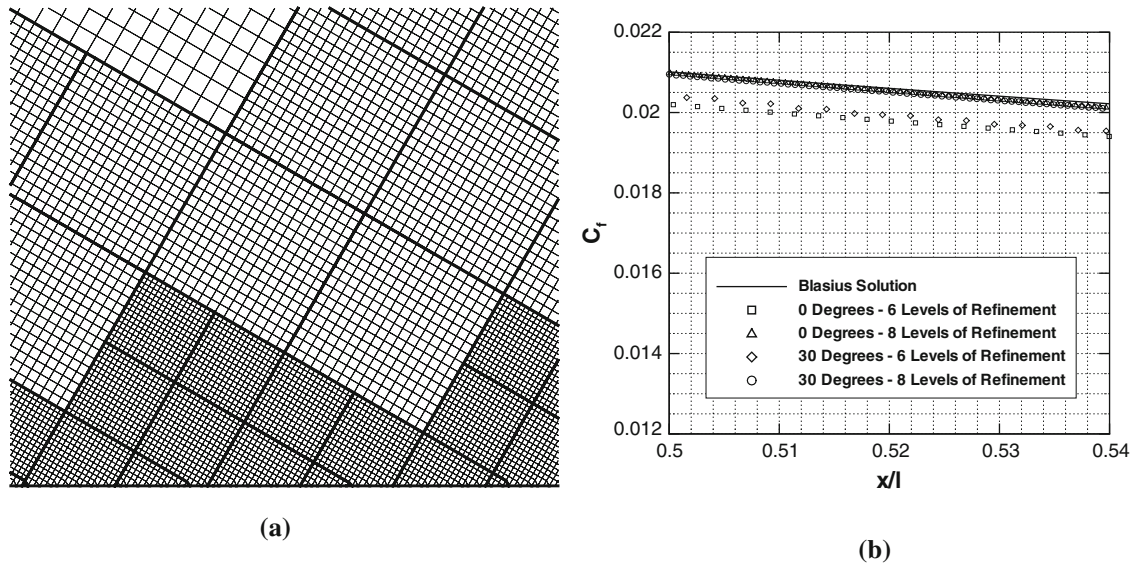 0.022
0.02
0.018
0.016
0.014
0.012
C_f
Blasius Solution
0 Degrees - 6 Levels of Refinement
0 Degrees - 8 Levels of Refinement
30 Degrees - 6 Levels of Refinement
30 Degrees - 8 Levels of Refinement
0.5 0.51 0.52 0.53 0.54
x/l
(a)
(b)